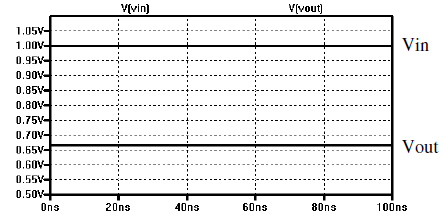 V(vin) V(vout)
1.05V
1.00V Vin
0.95V
0.90V
0.85V
0.80V
0.75V
0.70V
0.65V Vout
0.60V
0.55V
0.50V
0ns 20ns 40ns 60ns 80ns 100ns